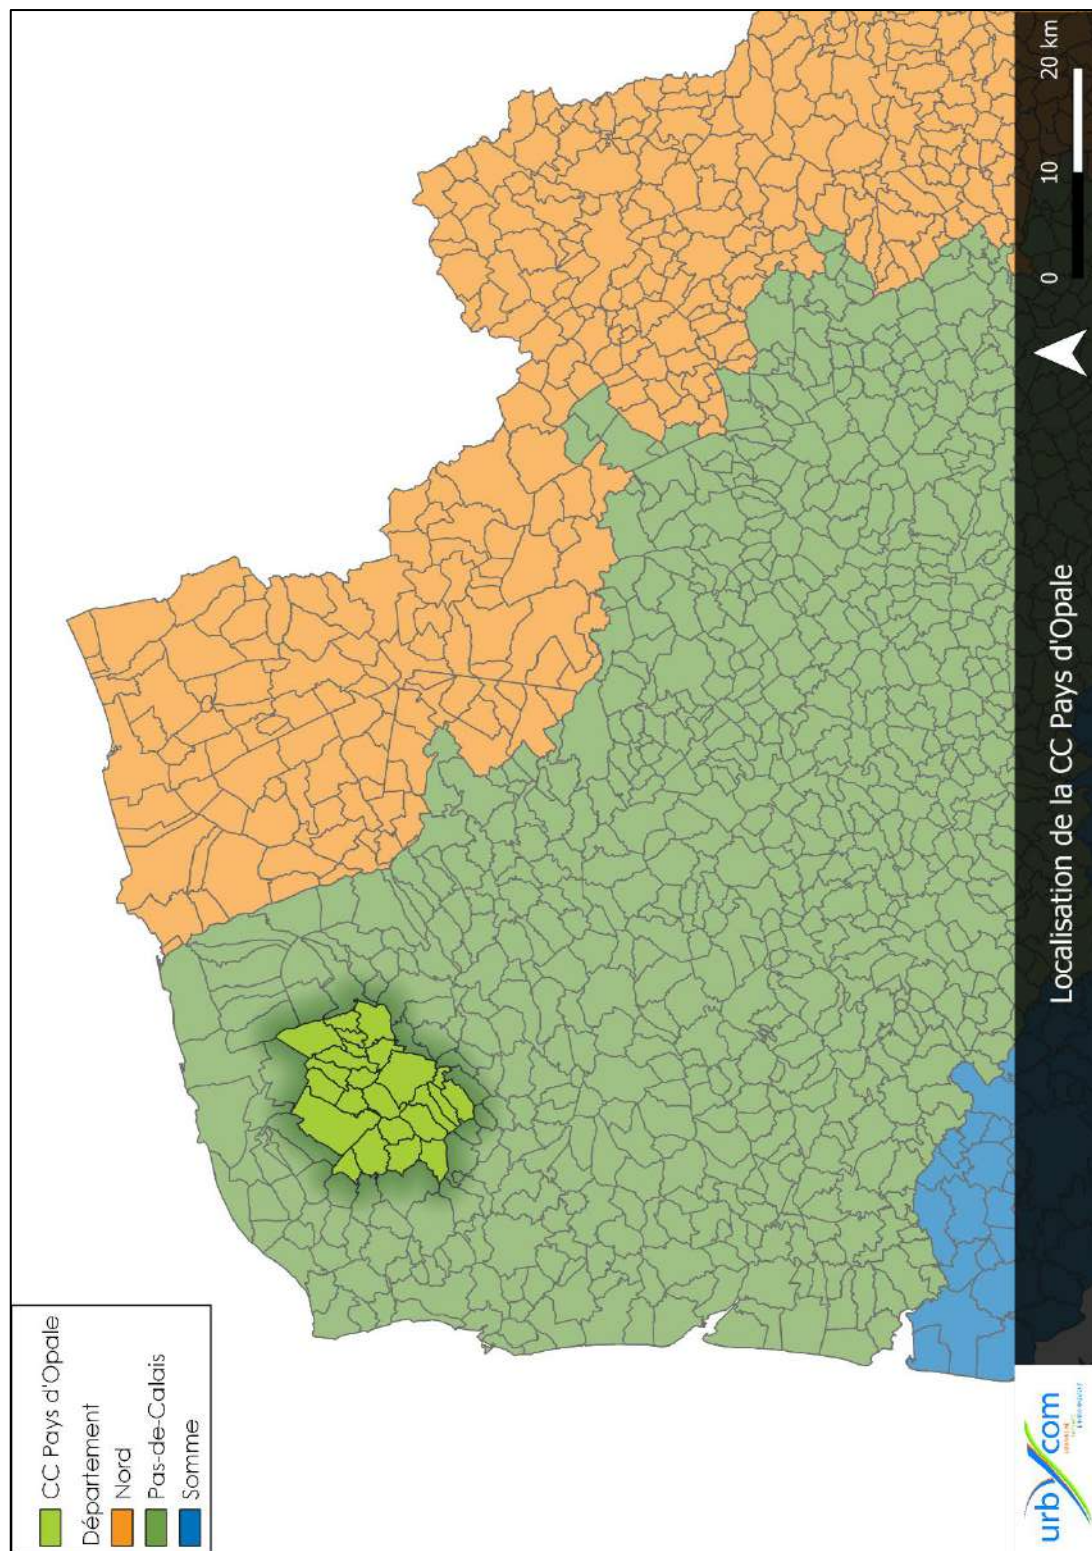 CC Pays d'Opale
Département
Nord
Pas-de-Calais
Somme
urbycom
Localisation de la CC Pays d'Opale
0 10 20 km